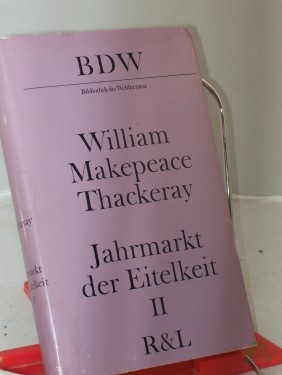 BDW
Bibliothek der Weltliteratur
William
Makepeace
Thackeray
Jahrmarkt
der Eitelkeit
II
R&L